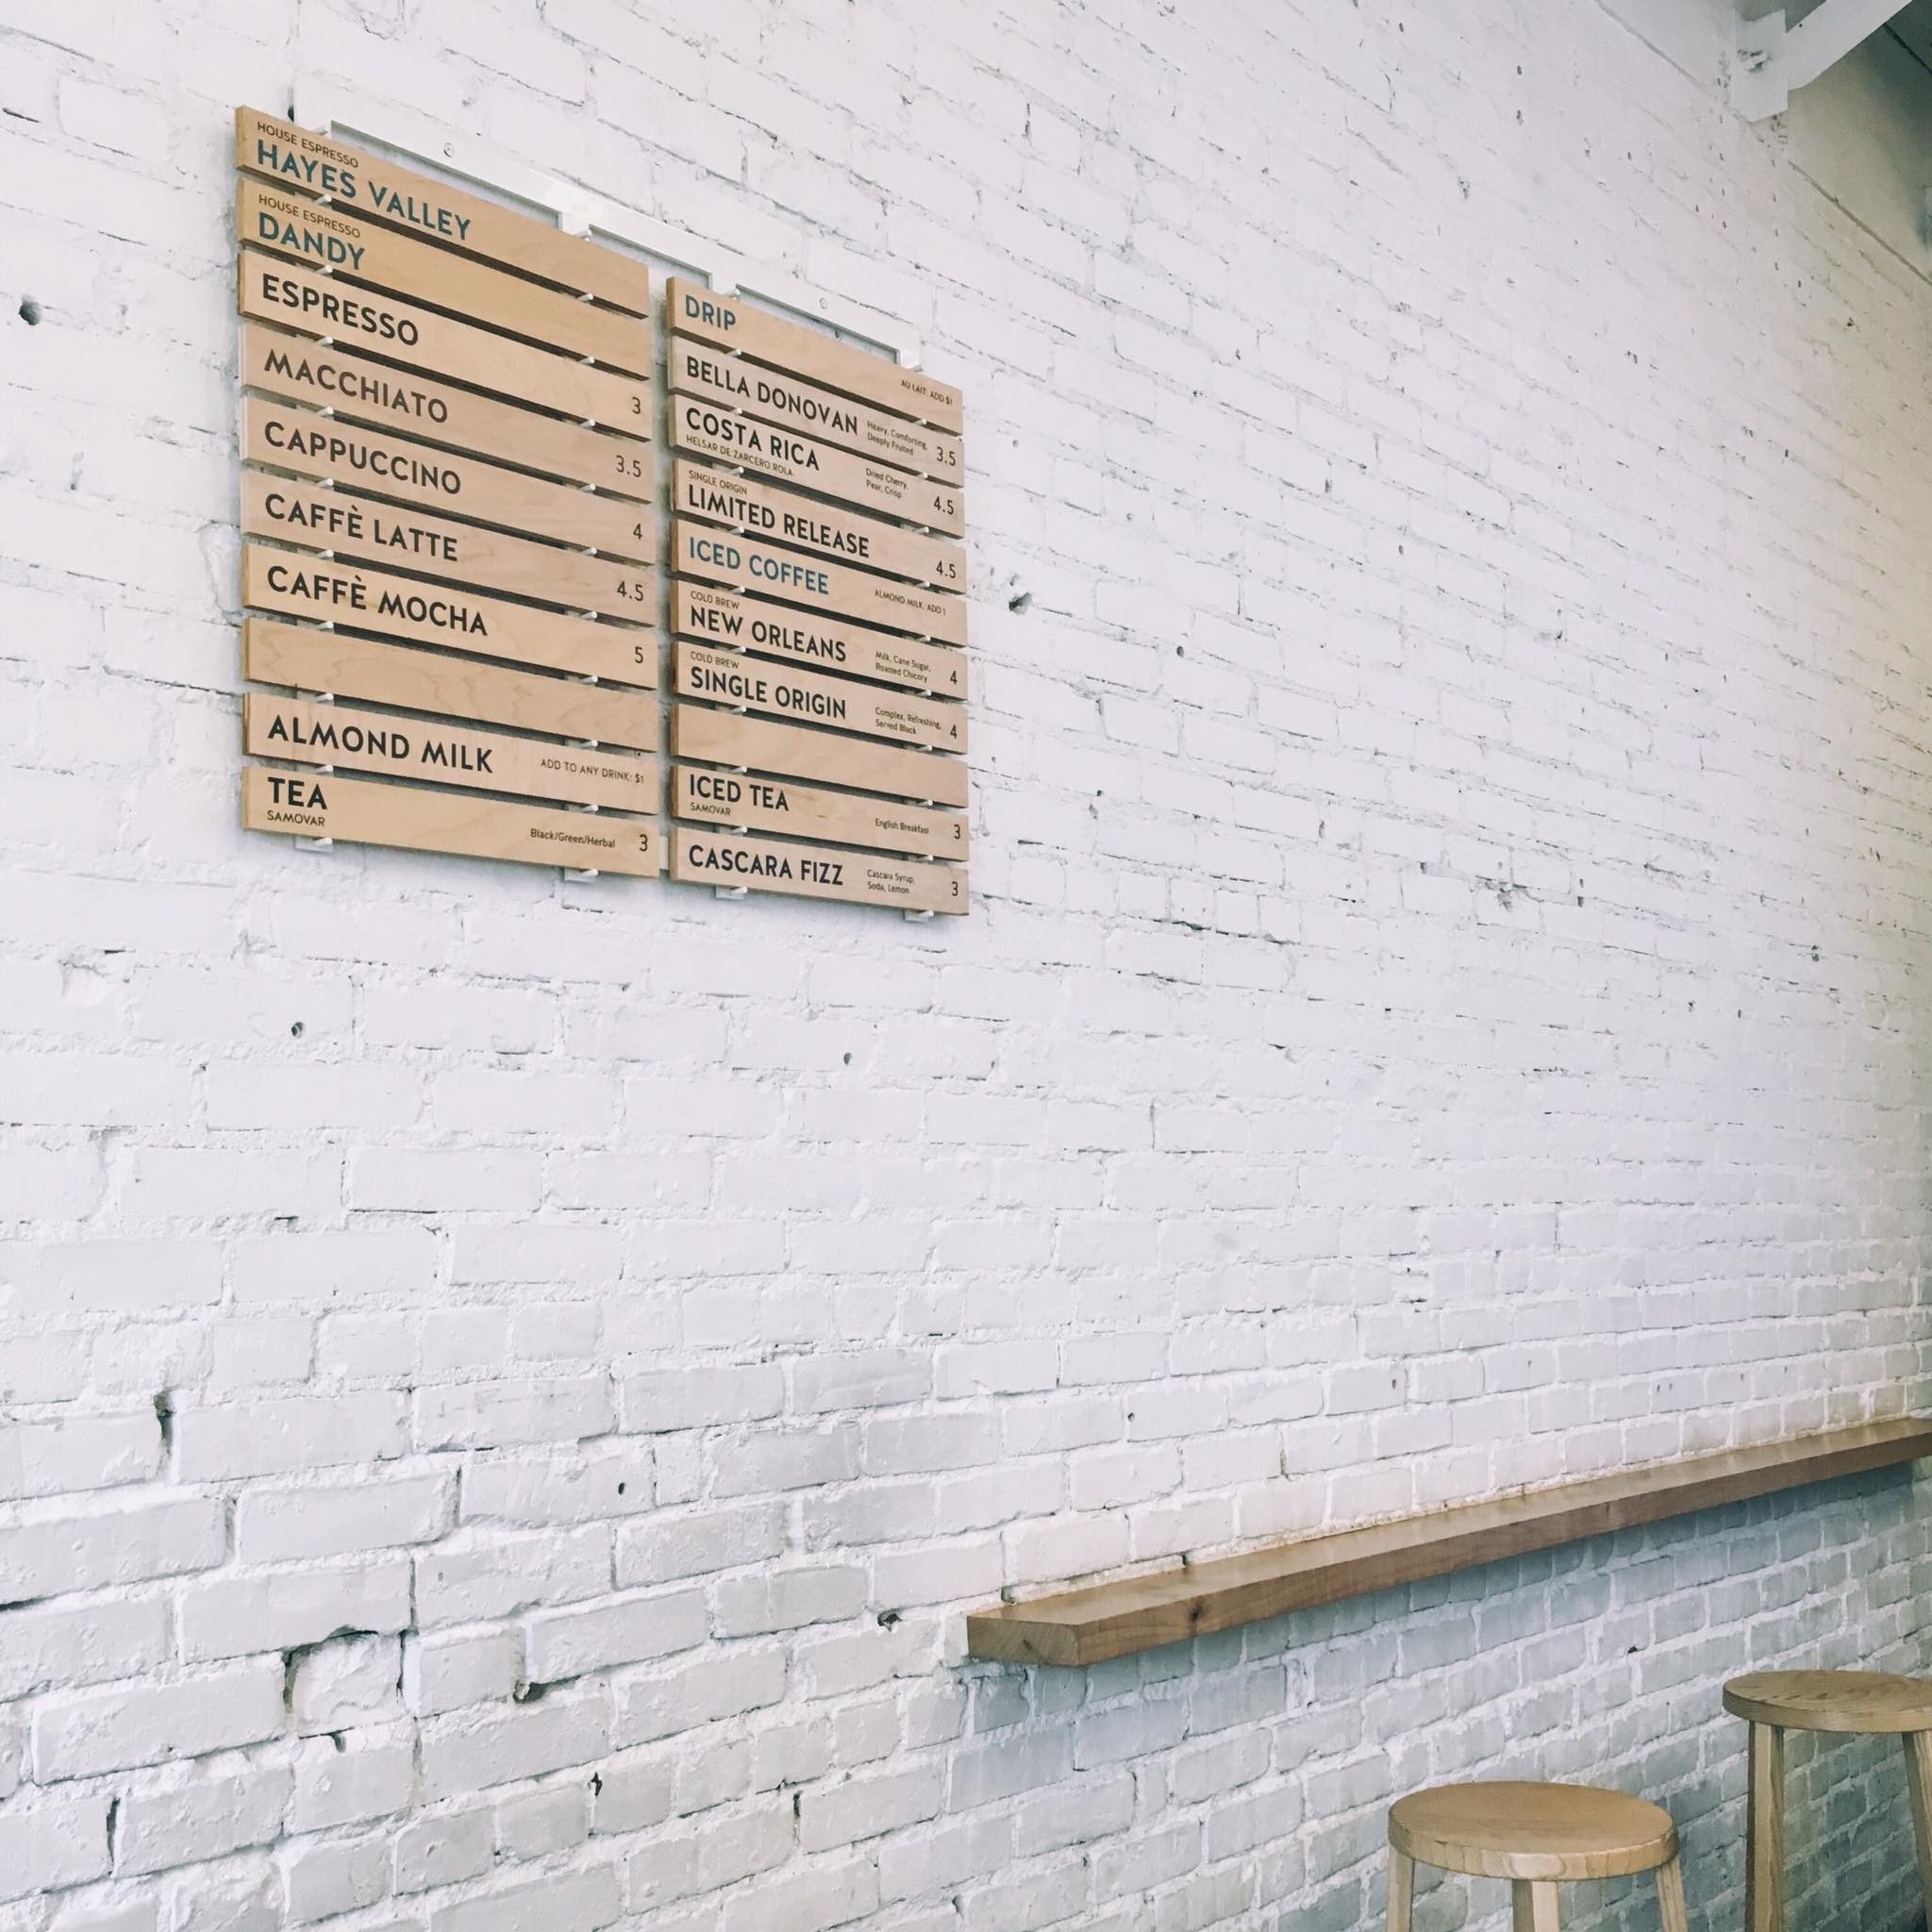 HOUSE ESPRESSO
HAYES VALLEY
HOUSE ESPRESSO
DANDY
ESPRESSO 3
MACCHIATO 3.5
CAPPUCCINO 4
CAFFÈ LATTE 4.5
CAFFÈ MOCHA 5
ALMOND MILK ADD TO ANY DRINK: $1
TEA
SAMOVAR Black/Green/Herbal 3
DRIP
AU LAIT: ADD $1
BELLA DONOVAN Heavy, Comforting,
Deeply Fruited 3.5
COSTA RICA
HELSAR DE ZARCERO ROLA
Dried Cherry,
Pear, Crisp 4.5
SINGLE ORIGIN
LIMITED RELEASE 4.5
ICED COFFEE ALMOND MILK: ADD 1
COLD BREW
NEW ORLEANS Milk, Cane Sugar,
Roasted Chicory 4
COLD BREW
SINGLE ORIGIN Complex, Refreshing,
Served Black 4
ICED TEA
SAMOVAR English Breakfast 3
CASCARA FIZZ Cascara Syrup,
Soda, Lemon 3